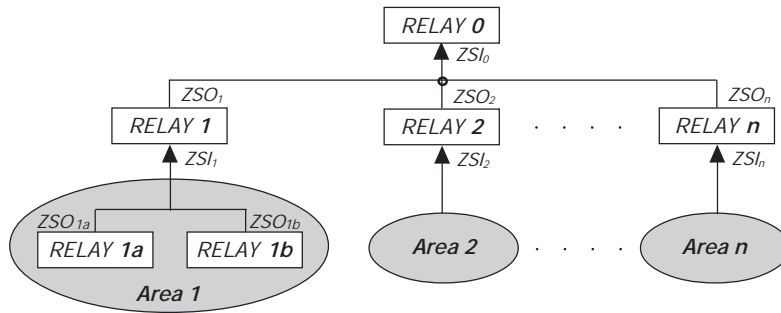 RELAY 0
ZSI0
ZSO1
ZSO2
ZSOn
RELAY 1
RELAY 2
. . . .
RELAY n
ZSI1
ZSI2
ZSIn
ZSO1a
ZSO1b
RELAY 1a
RELAY 1b
Area 2
. . . .
Area n
Area 1